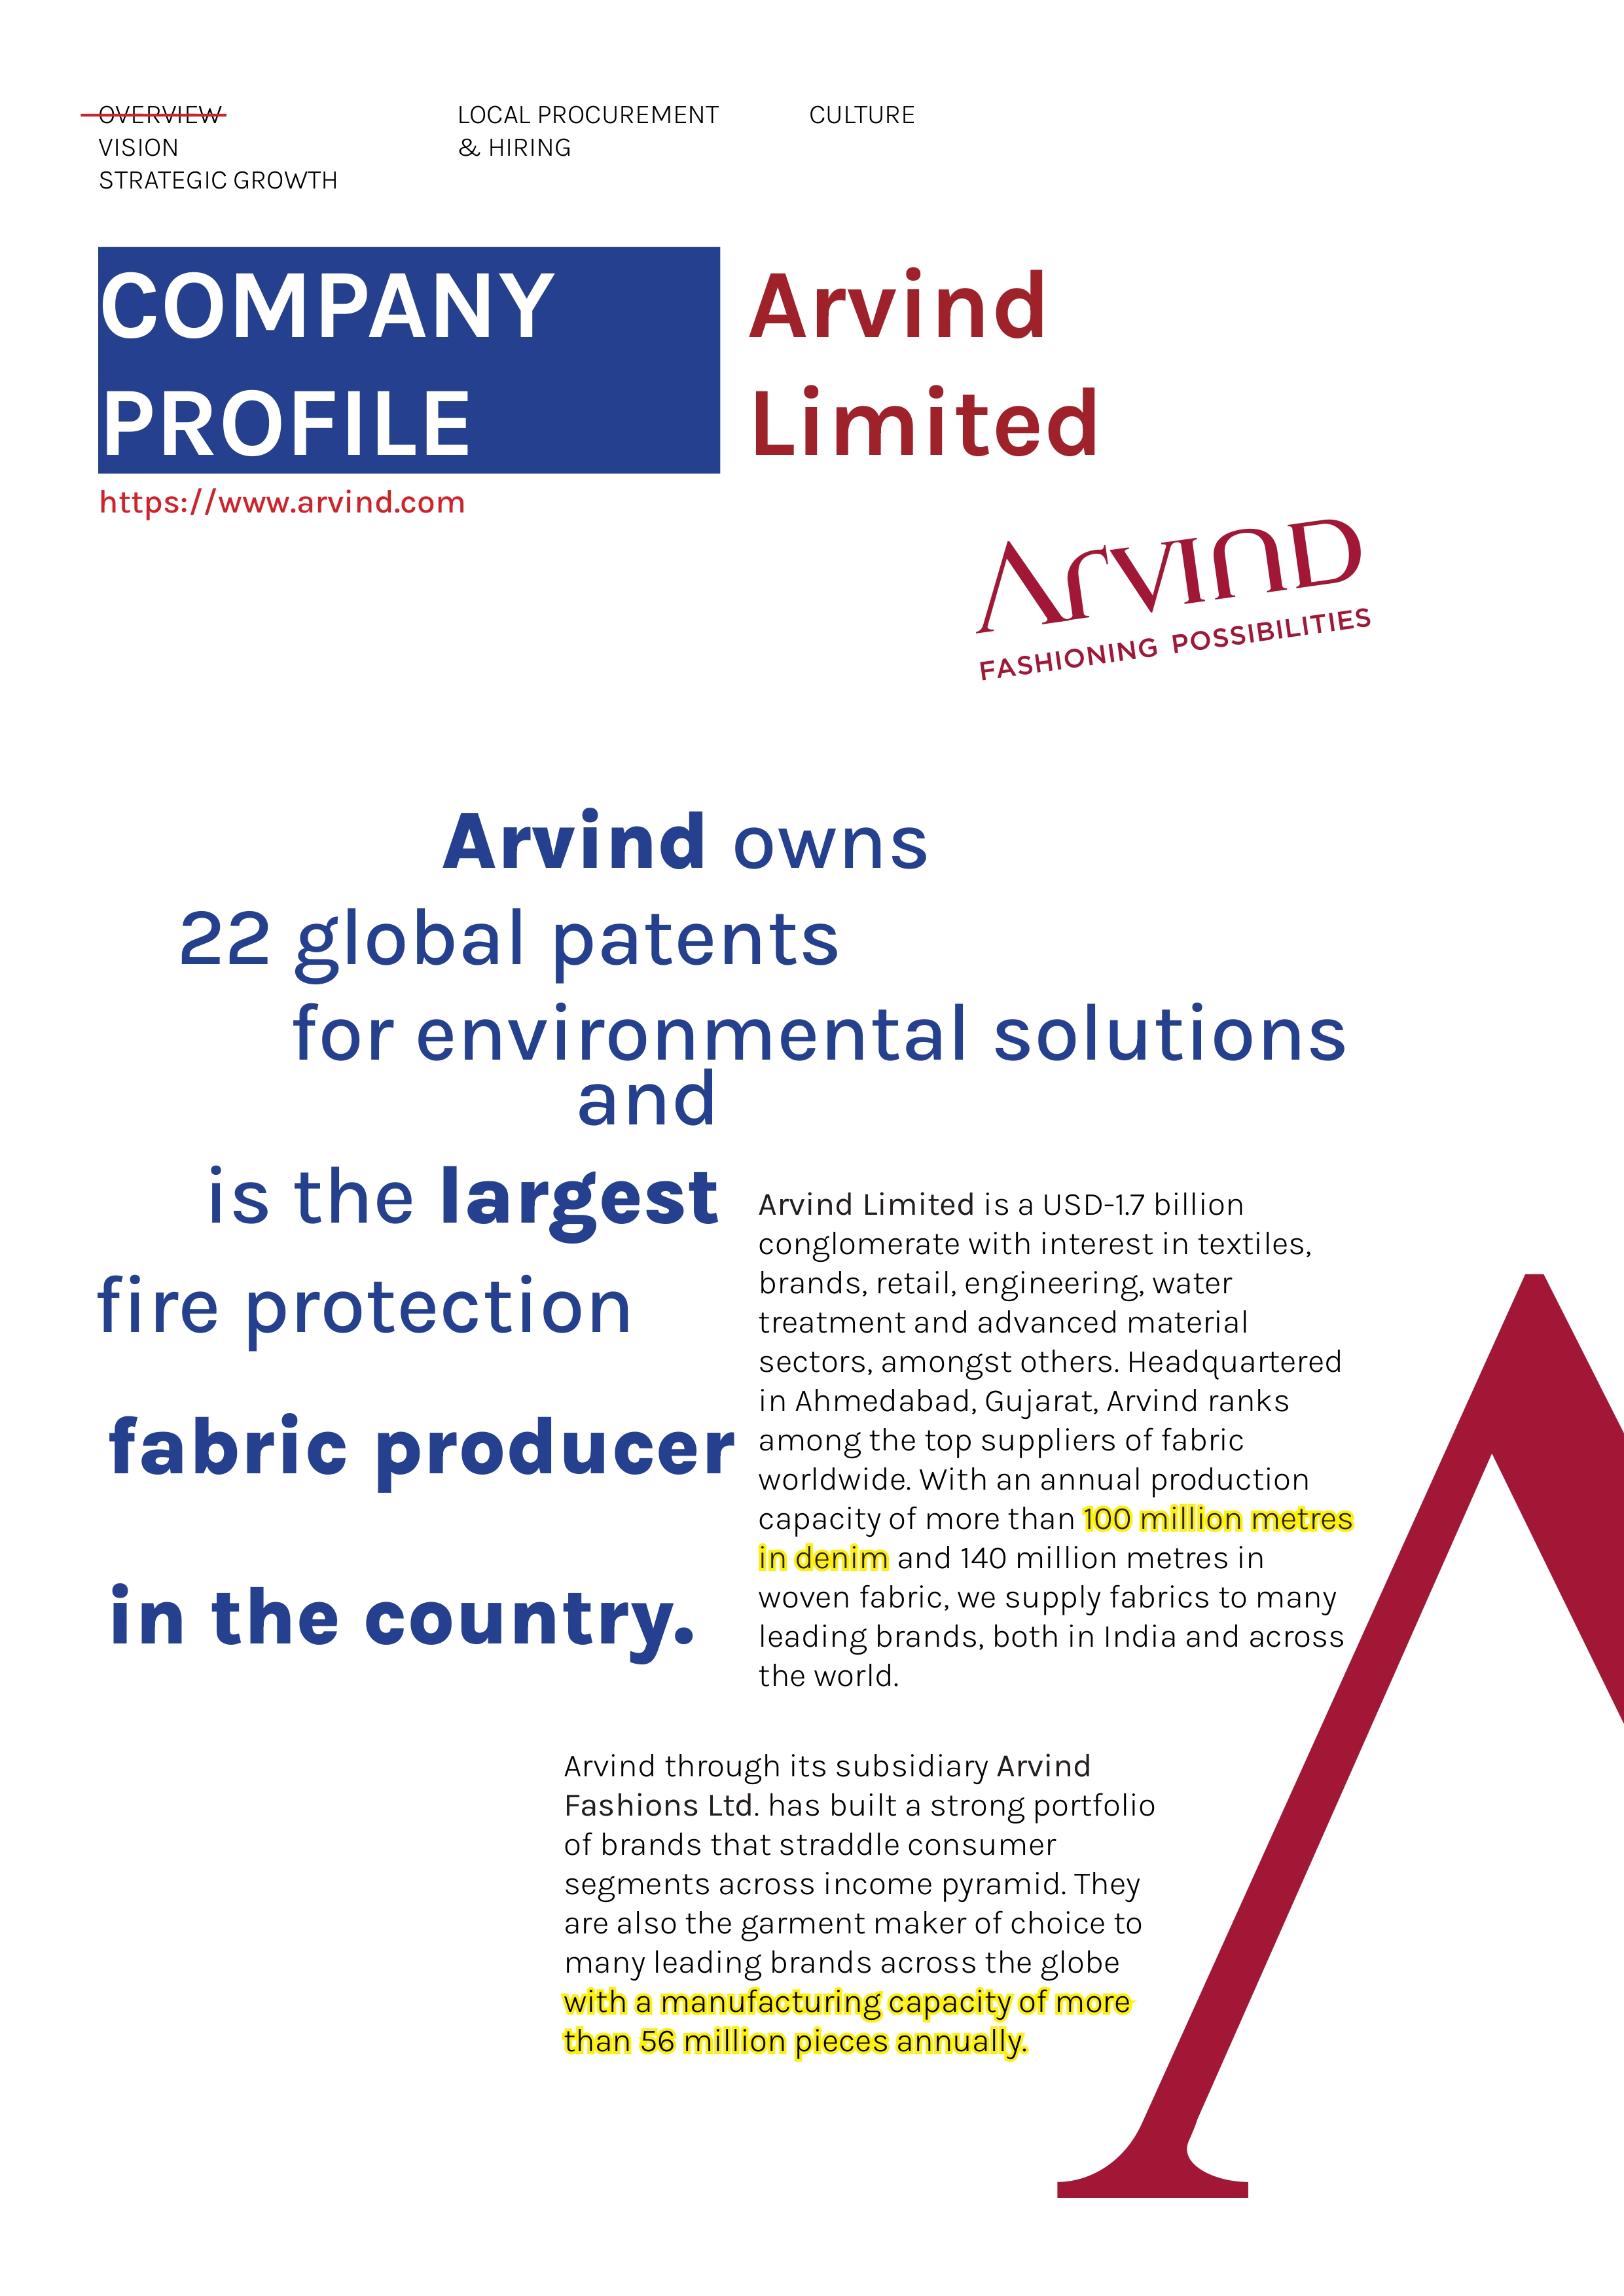 OVERVIEW
VISION
STRATEGIC GROWTH
LOCAL PROCUREMENT
& HIRING
CULTURE
COMPANY
PROFILE
Arvind
Limited
https://www.arvind.com
ARVIND
FASHIONING POSSIBILITIES
Arvind owns
22 global patents
for environmental solutions
and
is the largest
fire protection
fabric producer
in the country.
Arvind Limited is a USD-1.7 billion
conglomerate with interest in textiles,
brands, retail, engineering, water
treatment and advanced material
sectors, amongst others. Headquartered
in Ahmedabad, Gujarat, Arvind ranks
among the top suppliers of fabric
worldwide. With an annual production
capacity of more than 100 million metres
in denim and 140 million metres in
woven fabric, we supply fabrics to many
leading brands, both in India and across
the world.
Arvind through its subsidiary Arvind
Fashions Ltd. has built a strong portfolio
of brands that straddle consumer
segments across income pyramid. They
are also the garment maker of choice to
many leading brands across the globe
with a manufacturing capacity of more
than 56 million pieces annually.